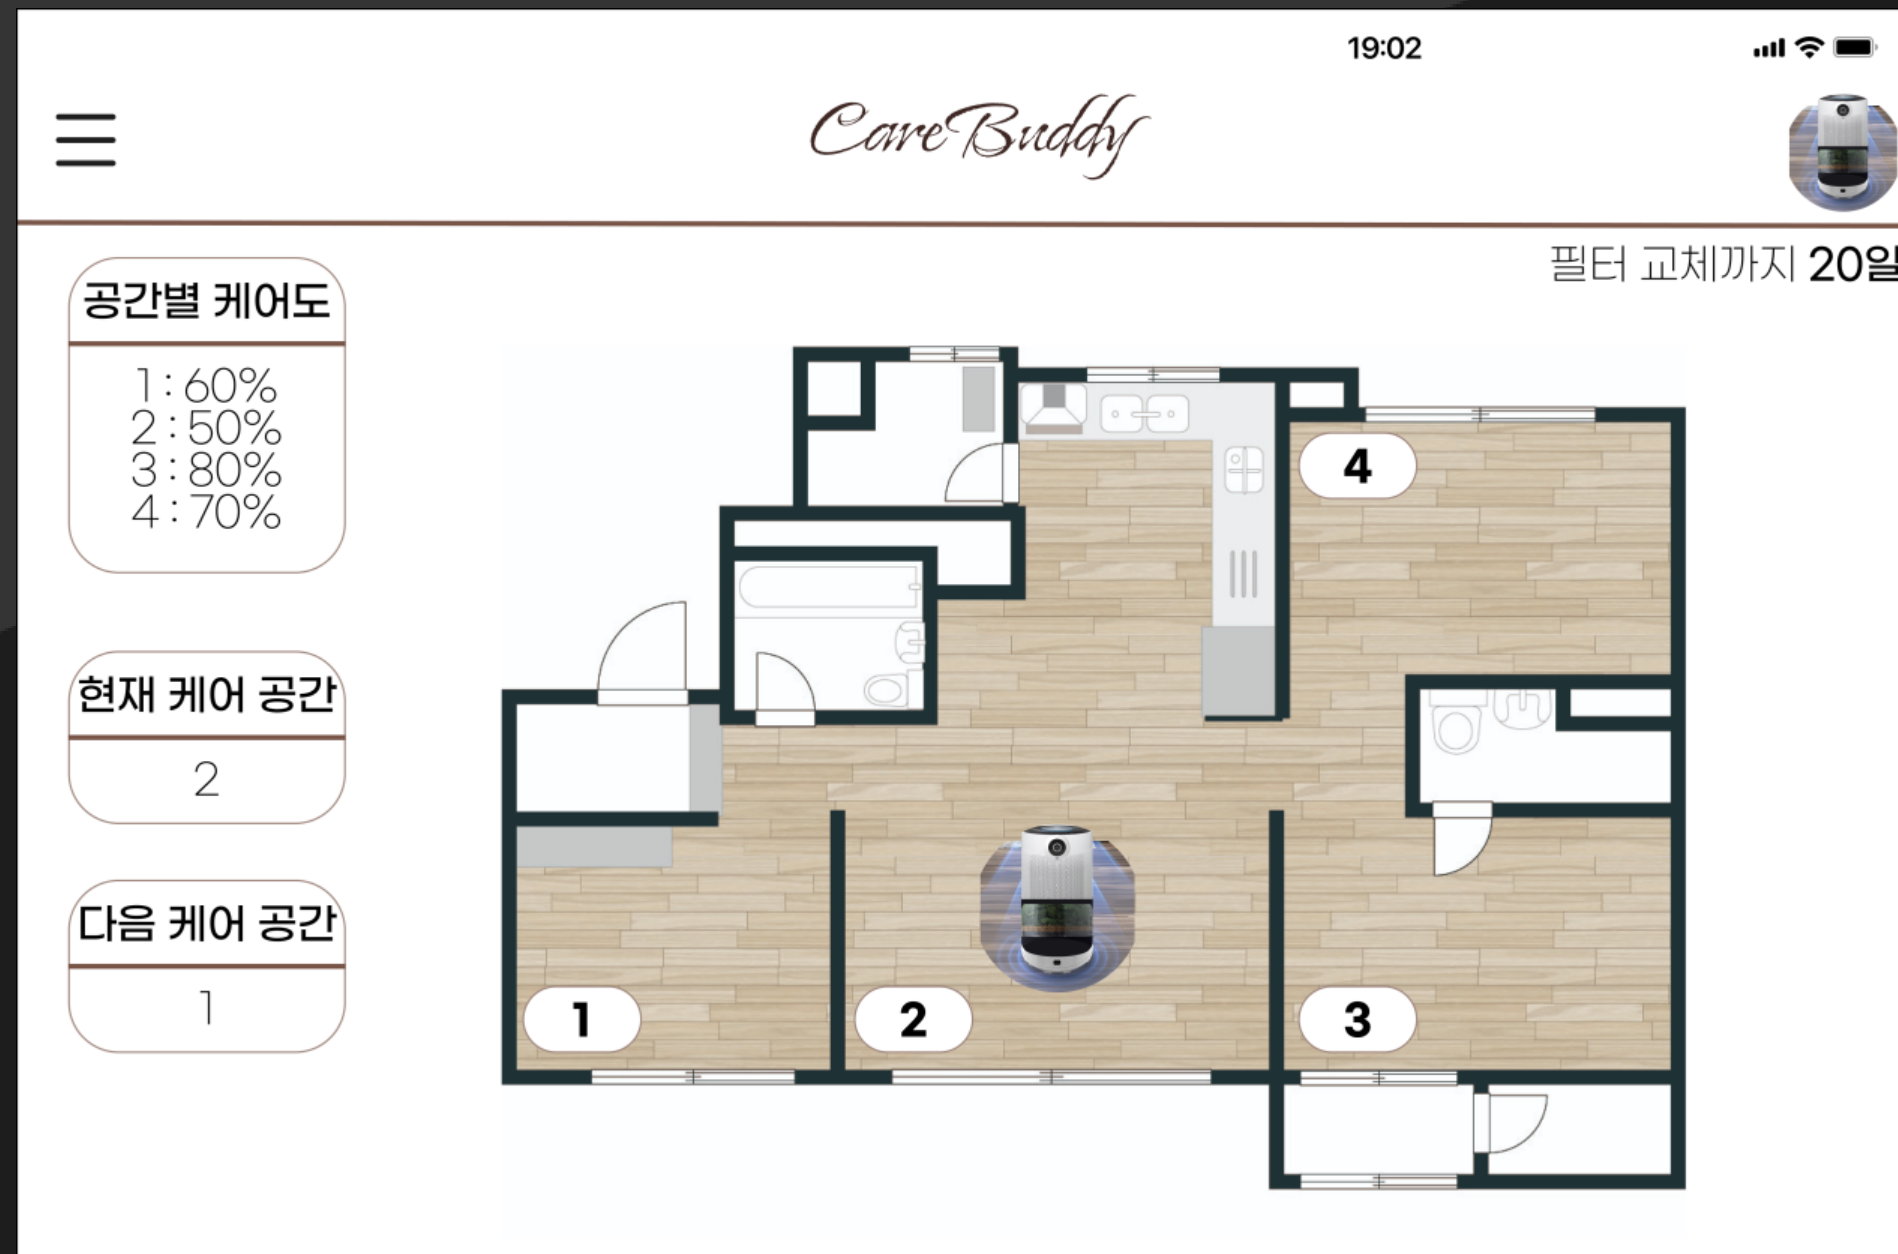 19:02
CareBuddy
필터 교체까지 20일
공간별 케어도
1 : 60%
2 : 50%
3 : 80%
4 : 70%
현재 케어 공간
2
다음 케어 공간
1
4
1
2
3